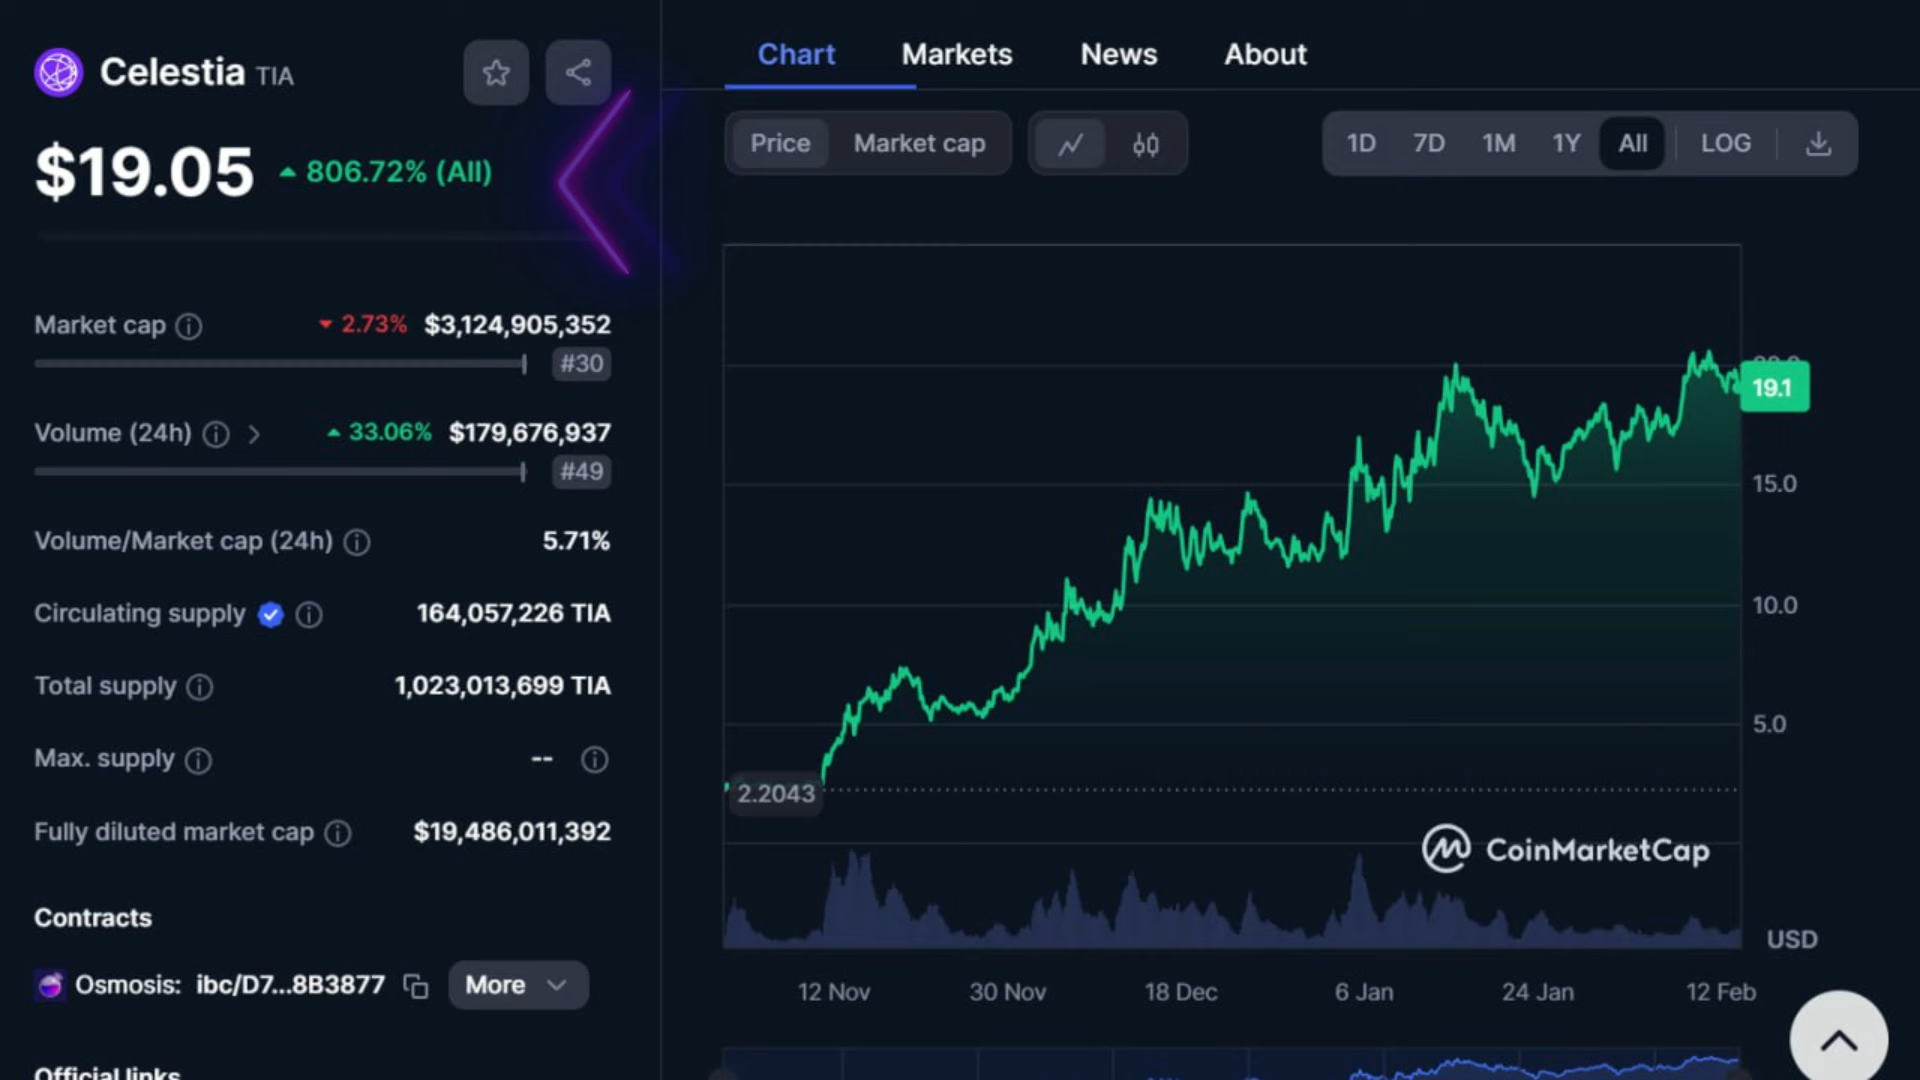 Celestia TIA
$19.05 806.72% (All)
Market cap 2.73% $3,124,905,352
#30
Volume (24h) 33.06% $179,676,937
#49
Volume/Market cap (24h) 5.71%
Circulating supply 164,057,226 TIA
Total supply 1,023,013,699 TIA
Max. supply --
Fully diluted market cap $19,486,011,392
Contracts
Osmosis: ibc/D7...8B3877 More
Official links
Chart Markets News About
Price Market cap
1D 7D 1M 1Y All LOG
19.1
15.0
10.0
5.0
2.2043
CoinMarketCap
USD
12 Nov 30 Nov 18 Dec 6 Jan 24 Jan 12 Feb